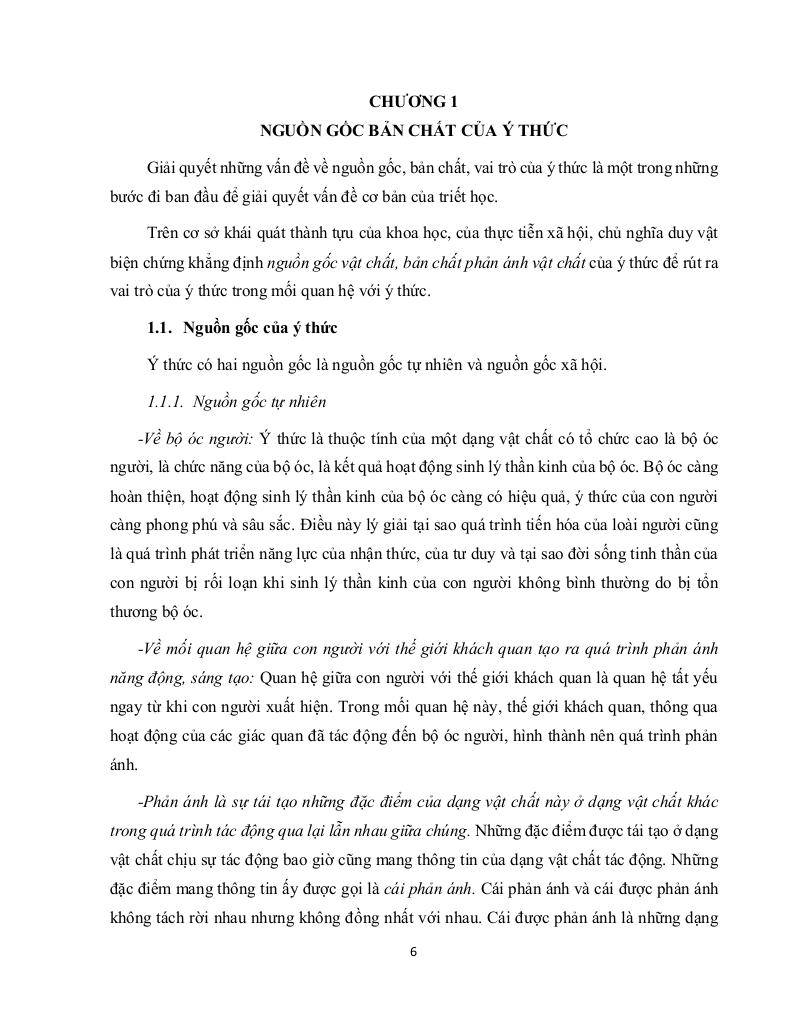 CHƯƠNG 1
NGUỒN GỐC BẢN CHẤT CỦA Ý THỨC
Giải quyết những vấn đề về nguồn gốc, bản chất, vai trò của ý thức là một trong những
bước đi ban đầu để giải quyết vấn đề cơ bản của triết học.
Trên cơ sở khái quát thành tựu của khoa học, của thực tiễn xã hội, chủ nghĩa duy vật
biện chứng khẳng định nguồn gốc vật chất, bản chất phản ánh vật chất của ý thức để rút ra
vai trò của ý thức trong mối quan hệ với ý thức.
1.1. Nguồn gốc của ý thức
Ý thức có hai nguồn gốc là nguồn gốc tự nhiên và nguồn gốc xã hội.
1.1.1. Nguồn gốc tự nhiên
-Về bộ óc người: Ý thức là thuộc tính của một dạng vật chất có tổ chức cao là bộ óc
người, là chức năng của bộ óc, là kết quả hoạt động sinh lý thần kinh của bộ óc. Bộ óc càng
hoàn thiện, hoạt động sinh lý thần kinh của bộ óc càng có hiệu quả, ý thức của con người
càng phong phú và sâu sắc. Điều này lý giải tại sao quá trình tiến hóa của loài người cũng
là quá trình phát triển năng lực của nhận thức, của tư duy và tại sao đời sống tinh thần của
con người bị rối loạn khi sinh lý thần kinh của con người không bình thường do bị tổn
thương bộ óc.
-Về mối quan hệ giữa con người với thế giới khách quan tạo ra quá trình phản ánh
năng động, sáng tạo: Quan hệ giữa con người với thế giới khách quan là quan hệ tất yếu
ngay từ khi con người xuất hiện. Trong mối quan hệ này, thế giới khách quan, thông qua
hoạt động của các giác quan đã tác động đến bộ óc người, hình thành nên quá trình phản
ánh.
-Phản ánh là sự tái tạo những đặc điểm của dạng vật chất này ở dạng vật chất khác
trong quá trình tác động qua lại lẫn nhau giữa chúng. Những đặc điểm được tái tạo ở dạng
vật chất chịu sự tác động bao giờ cũng mang thông tin của dạng vật chất tác động. Những
đặc điểm mang thông tin ấy được gọi là cái phản ánh. Cái phản ánh và cái được phản ánh
không tách rời nhau nhưng không đồng nhất với nhau. Cái được phản ánh là những dạng
6